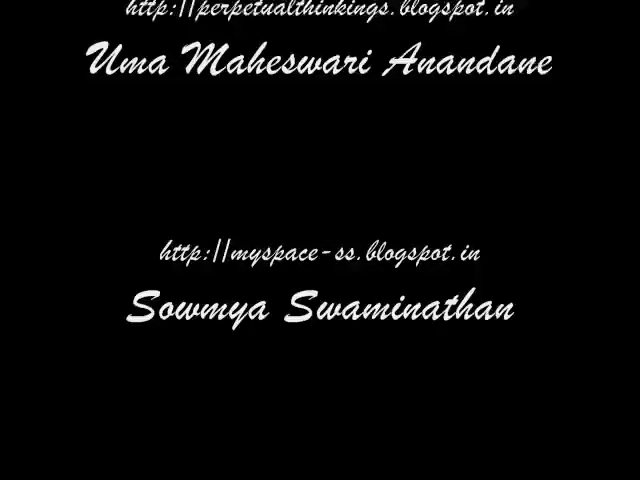 http://perpetualthinkings.blogspot.in
Uma Maheswari Anandane
http://myspace-ss.blogspot.in
Sowmya Swaminathan